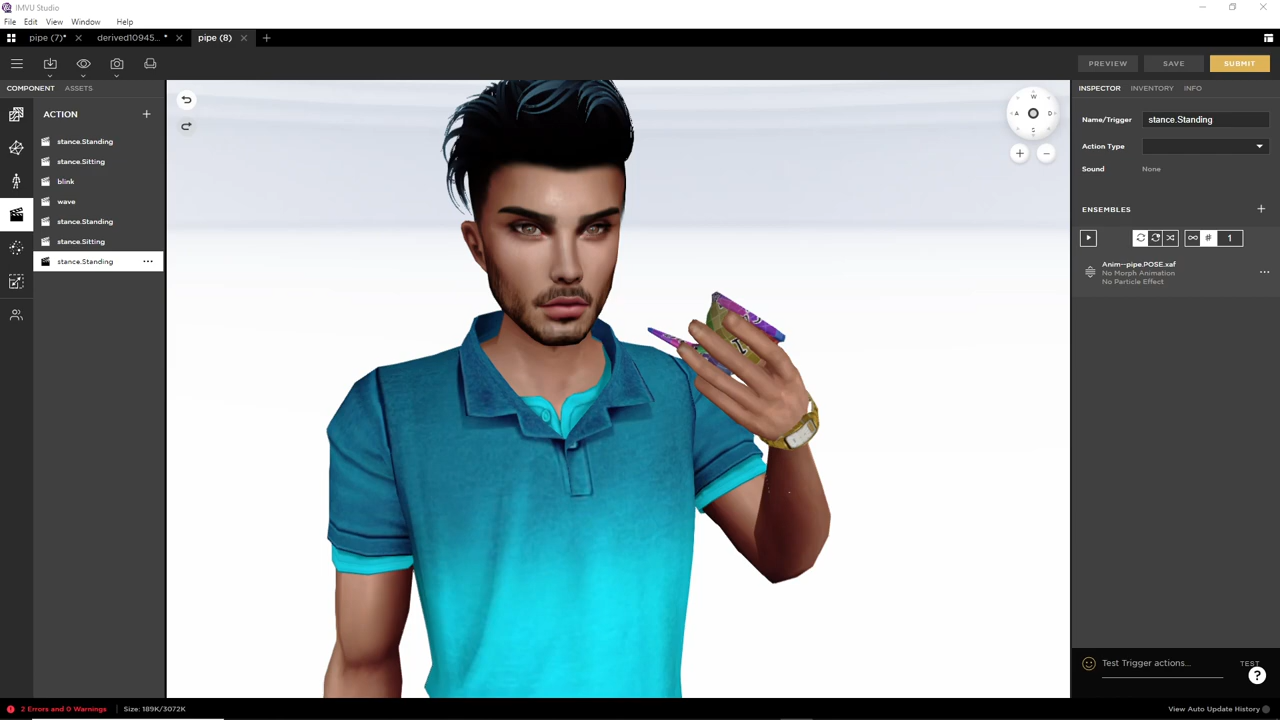 IMVU Studio
File Edit View Window Help
pipe (7)* derived10945... * pipe (8)
PREVIEW SAVE SUBMIT
COMPONENT ASSETS
ACTION
stance.Standing
stance.Sitting
blink
wave
stance.Standing
stance.Sitting
stance.Standing
W
A D
S
INSPECTOR INVENTORY INFO
Name/Trigger stance.Standing
Action Type
Sound None
ENSEMBLES
# 1
Anim--pipe.POSE.xaf
No Morph Animation
No Particle Effect
Test Trigger actions... TEST
?
2 Errors and 0 Warnings Size: 189K/3072K
View Auto Update History